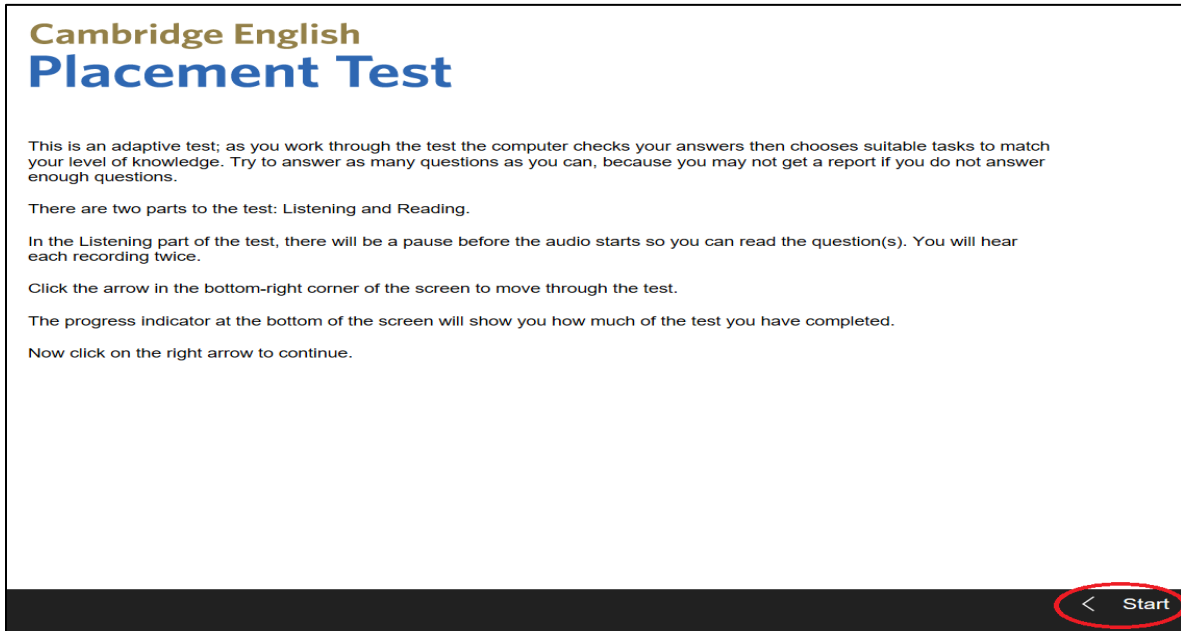 Cambridge English
Placement Test
This is an adaptive test; as you work through the test the computer checks your answers then chooses suitable tasks to match
your level of knowledge. Try to answer as many questions as you can, because you may not get a report if you do not answer
enough questions.
There are two parts to the test: Listening and Reading.
In the Listening part of the test, there will be a pause before the audio starts so you can read the question(s). You will hear
each recording twice.
Click the arrow in the bottom-right corner of the screen to move through the test.
The progress indicator at the bottom of the screen will show you how much of the test you have completed.
Now click on the right arrow to continue.
< Start